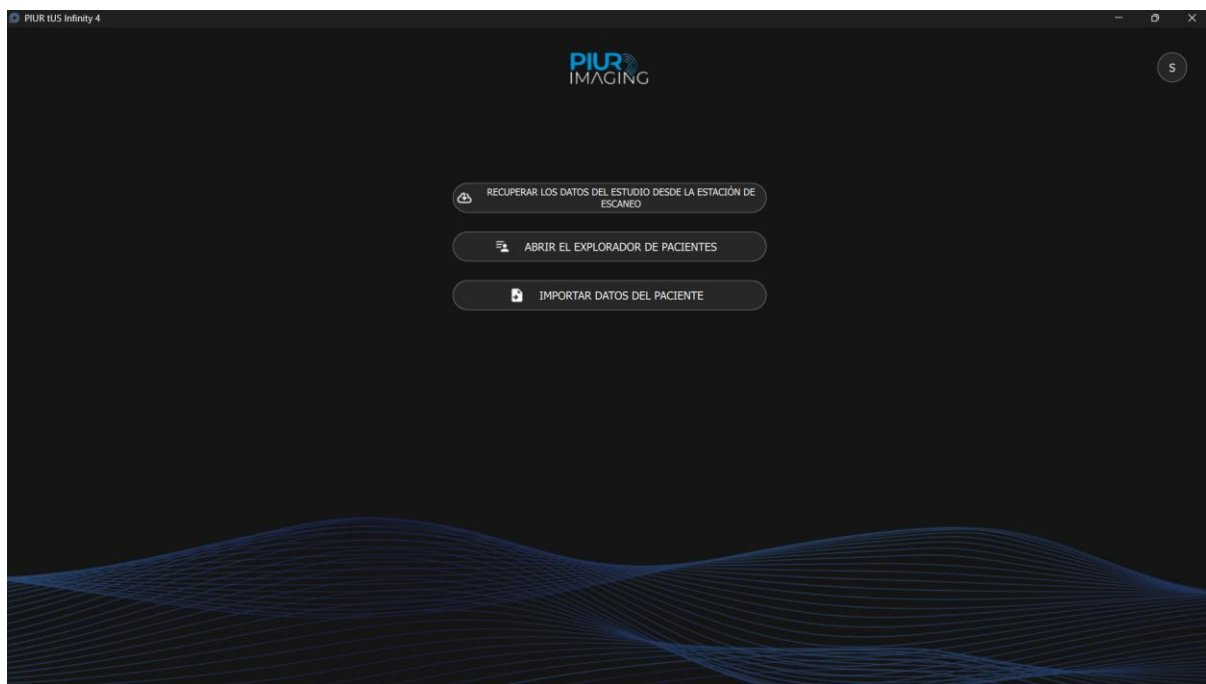 PIUR tUS Infinity 4
PIUR
IMAGING
S
RECUPERAR LOS DATOS DEL ESTUDIO DESDE LA ESTACIÓN DE
ESCANEO
ABRIR EL EXPLORADOR DE PACIENTES
IMPORTAR DATOS DEL PACIENTE